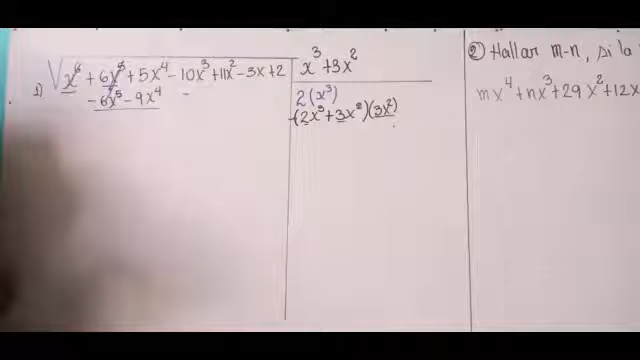 1) √x⁶ + 6x⁵ + 5x⁴ - 10x³ + 11x² - 3x + 2
- 6x⁵ - 9x⁴
x³ + 3x²
2(x³)
-(2x³ + 3x²)(3x²)
② Hallar m-n, si la
mx⁴ + nx³ + 29x² + 12x